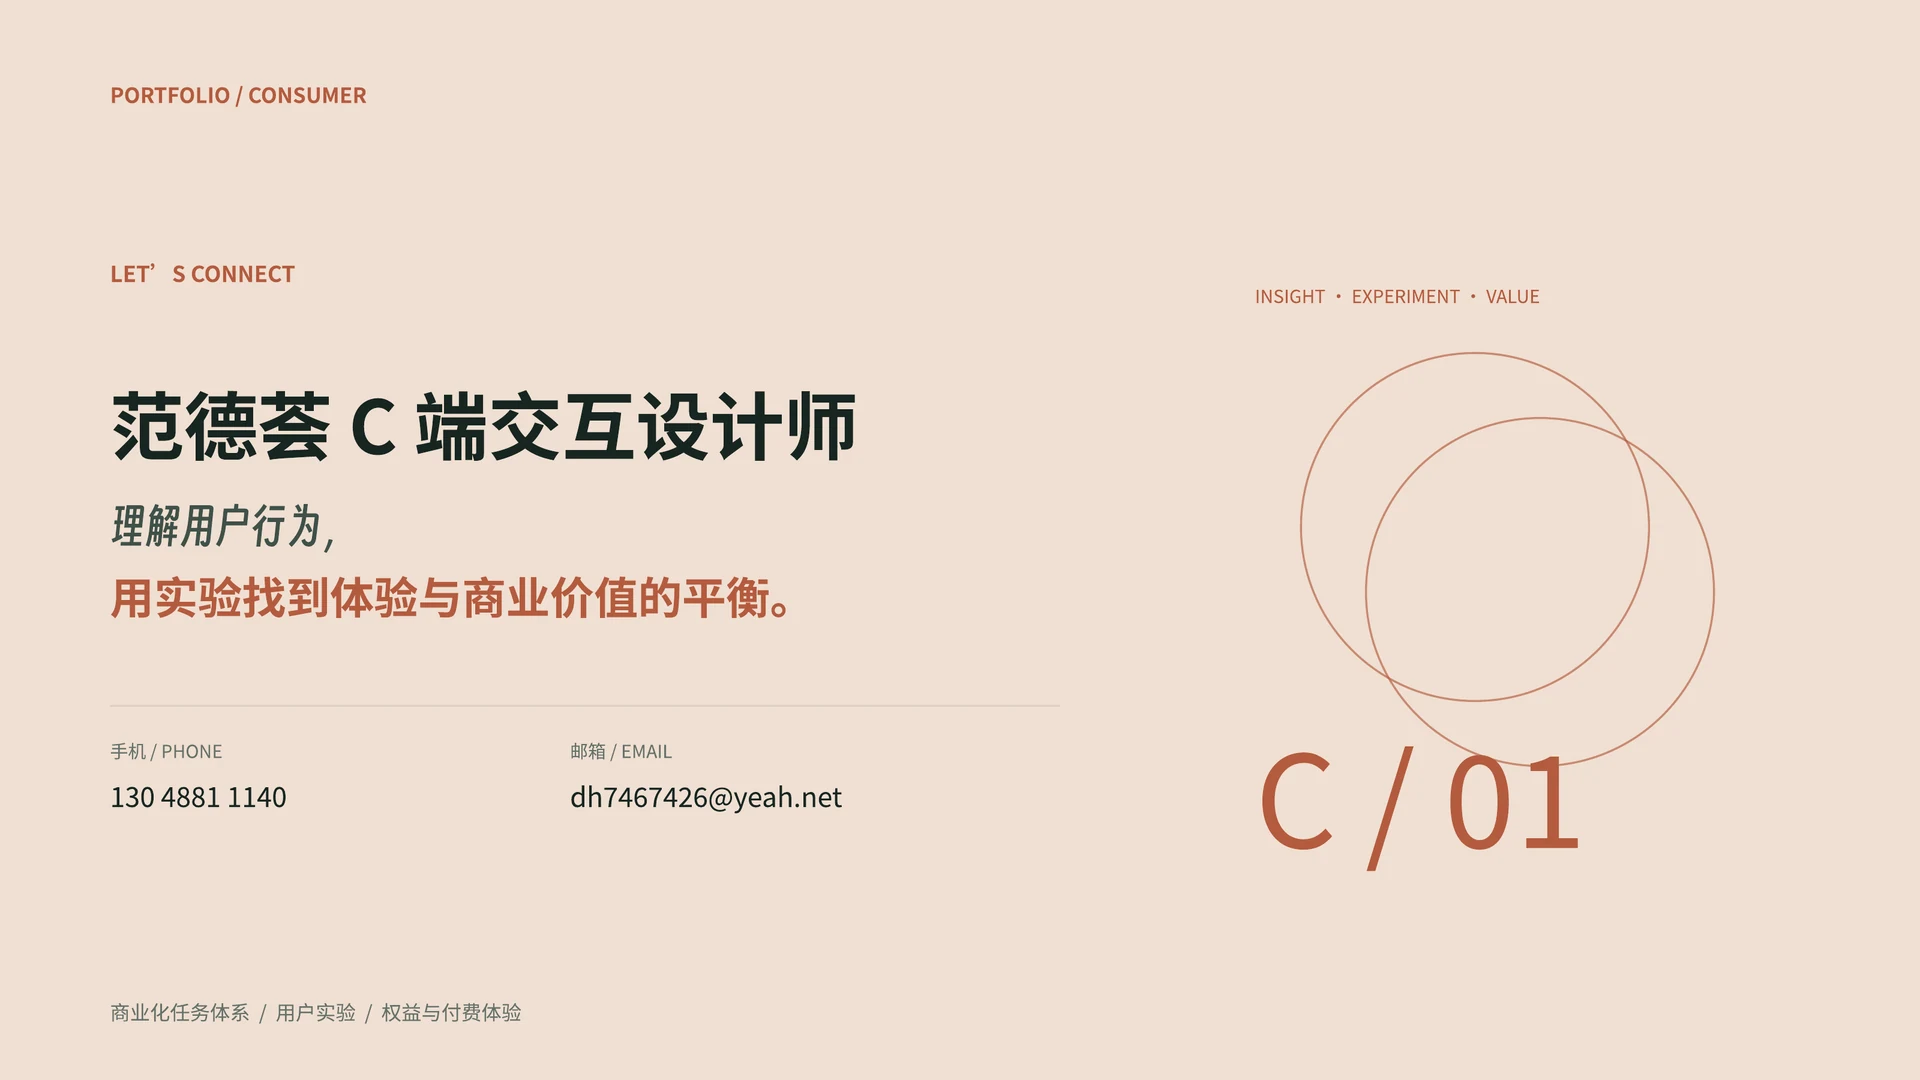 PORTFOLIO / CONSUMER
LET’S CONNECT
范德荟 C 端交互设计师
理解用户行为，
用实验找到体验与商业价值的平衡。
手机 / PHONE
130 4881 1140
邮箱 / EMAIL
dh7467426@yeah.net
商业化任务体系 / 用户实验 / 权益与付费体验
INSIGHT · EXPERIMENT · VALUE
C / 01